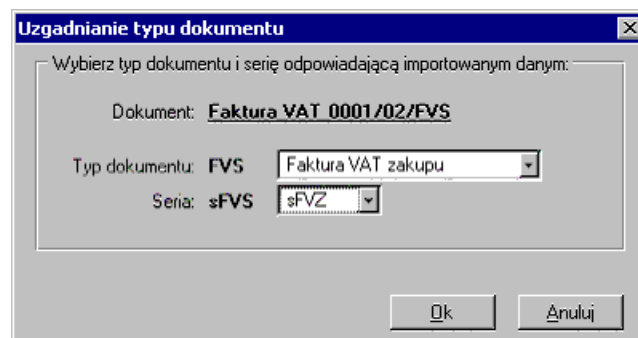 Uzgadnianie typu dokumentu
Wybierz typ dokumentu i serię odpowiadającą importowanym danym:
Dokument: Faktura VAT 0001/02/FVS
Typ dokumentu: FVS Faktura VAT zakupu
Seria: sFVS sFVZ
Ok Anuluj